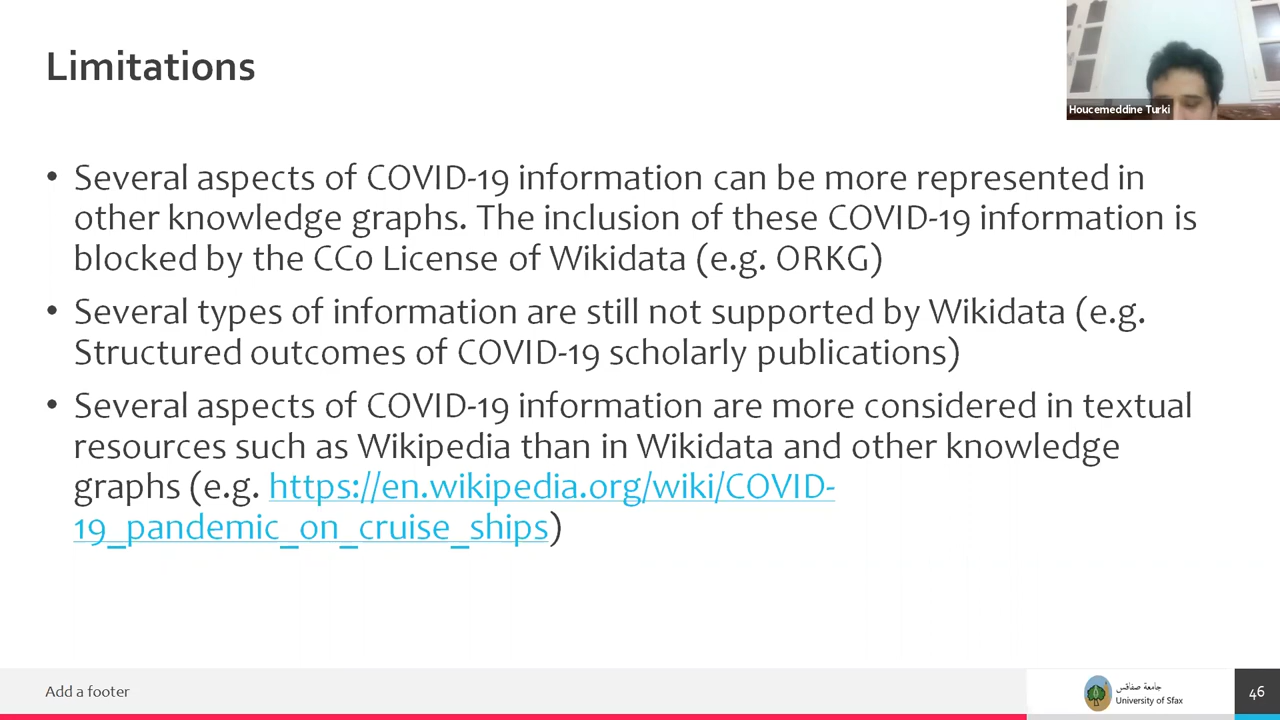 Limitations
Houcemeddine Turki
• Several aspects of COVID-19 information can be more represented in
other knowledge graphs. The inclusion of these COVID-19 information is
blocked by the CC0 License of Wikidata (e.g. ORKG)
• Several types of information are still not supported by Wikidata (e.g.
Structured outcomes of COVID-19 scholarly publications)
• Several aspects of COVID-19 information are more considered in textual
resources such as Wikipedia than in Wikidata and other knowledge
graphs (e.g. https://en.wikipedia.org/wiki/COVID-
19_pandemic_on_cruise_ships)
Add a footer
جامعة صفاقس
University of Sfax
46